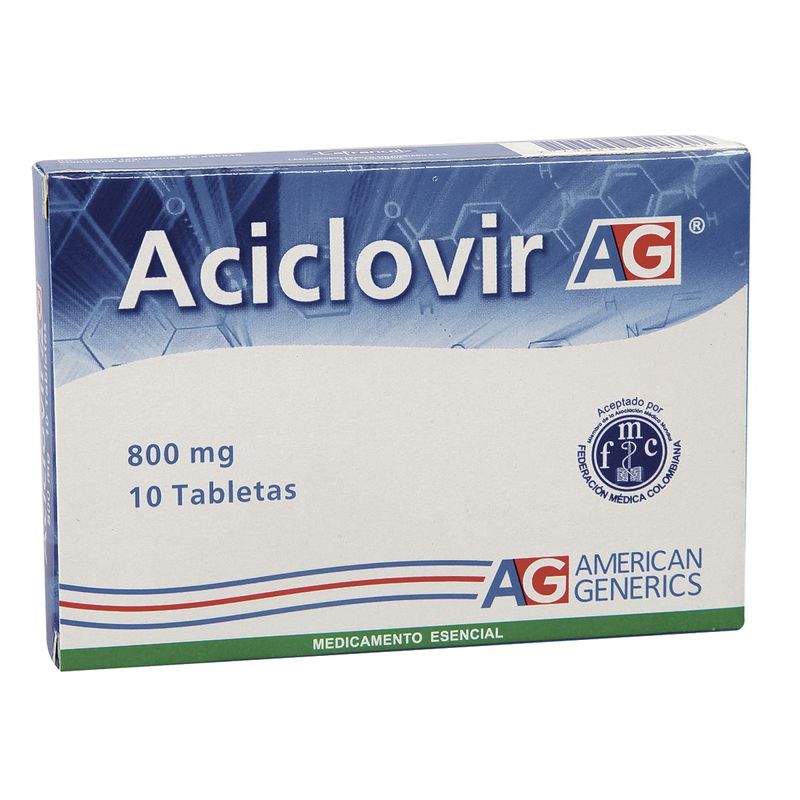 Aciclovir AG®
800 mg
10 Tabletas
Aceptado por
Miembro de la Asociación Médica Mundial
f m c
FEDERACIÓN MÉDICA COLOMBIANA
AG AMERICAN
GENERICS
MEDICAMENTO ESENCIAL